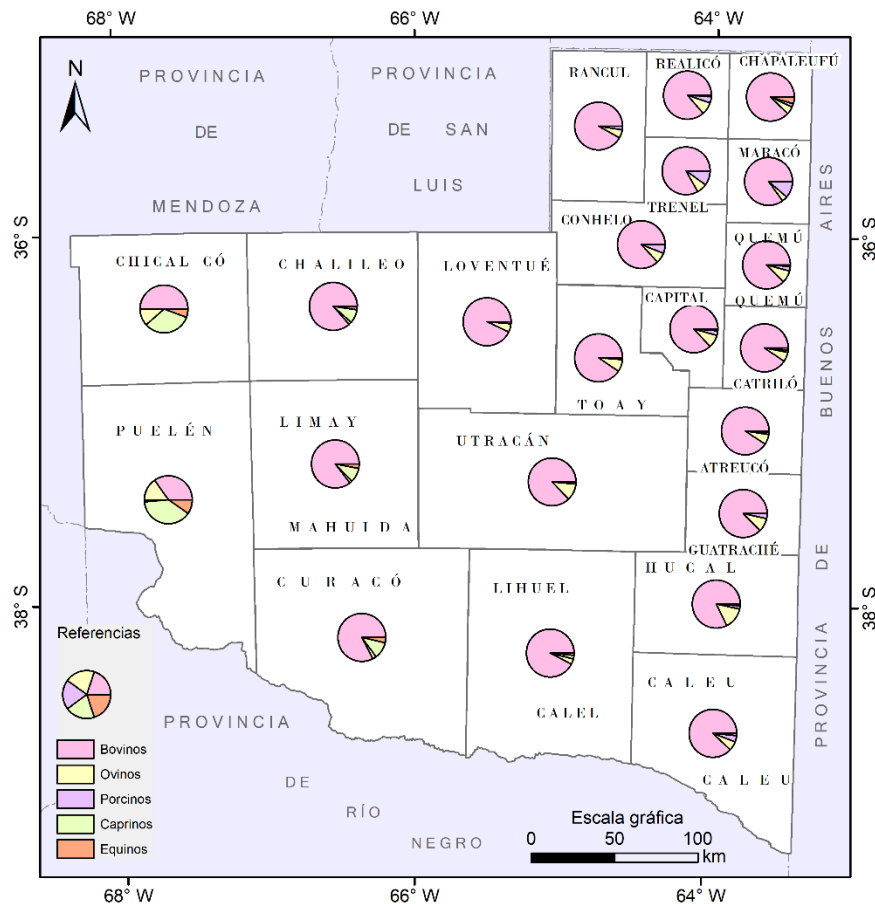 68° W 66° W 64° W
N
PROVINCIA
DE
MENDOZA
PROVINCIA
DE SAN
LUIS
RANCUL
REALICÓ
CHAPALEUFÚ
MARACÓ
TRENEL
CONHELO
QUEMÚ
QUEMÚ
36° S
36° S
CHICAL CÓ
CHALILEO
LOVENTUÉ
CAPITAL
CATRILÓ
TOAY
PUELÉN
LIMAY
MAHUIDA
UTRACÁN
ATREUCÓ
GUATRACHÉ
HUCAL
CURACÓ
LIHUEL
CALEL
CALEU
CALEU
38° S
38° S
PROVINCIA DE BUENOS AIRES
PROVINCIA
DE
RÍO
NEGRO
Referencias
Bovinos
Ovinos
Porcinos
Caprinos
Equinos
Escala gráfica
0 50 100
km
68° W 66° W 64° W